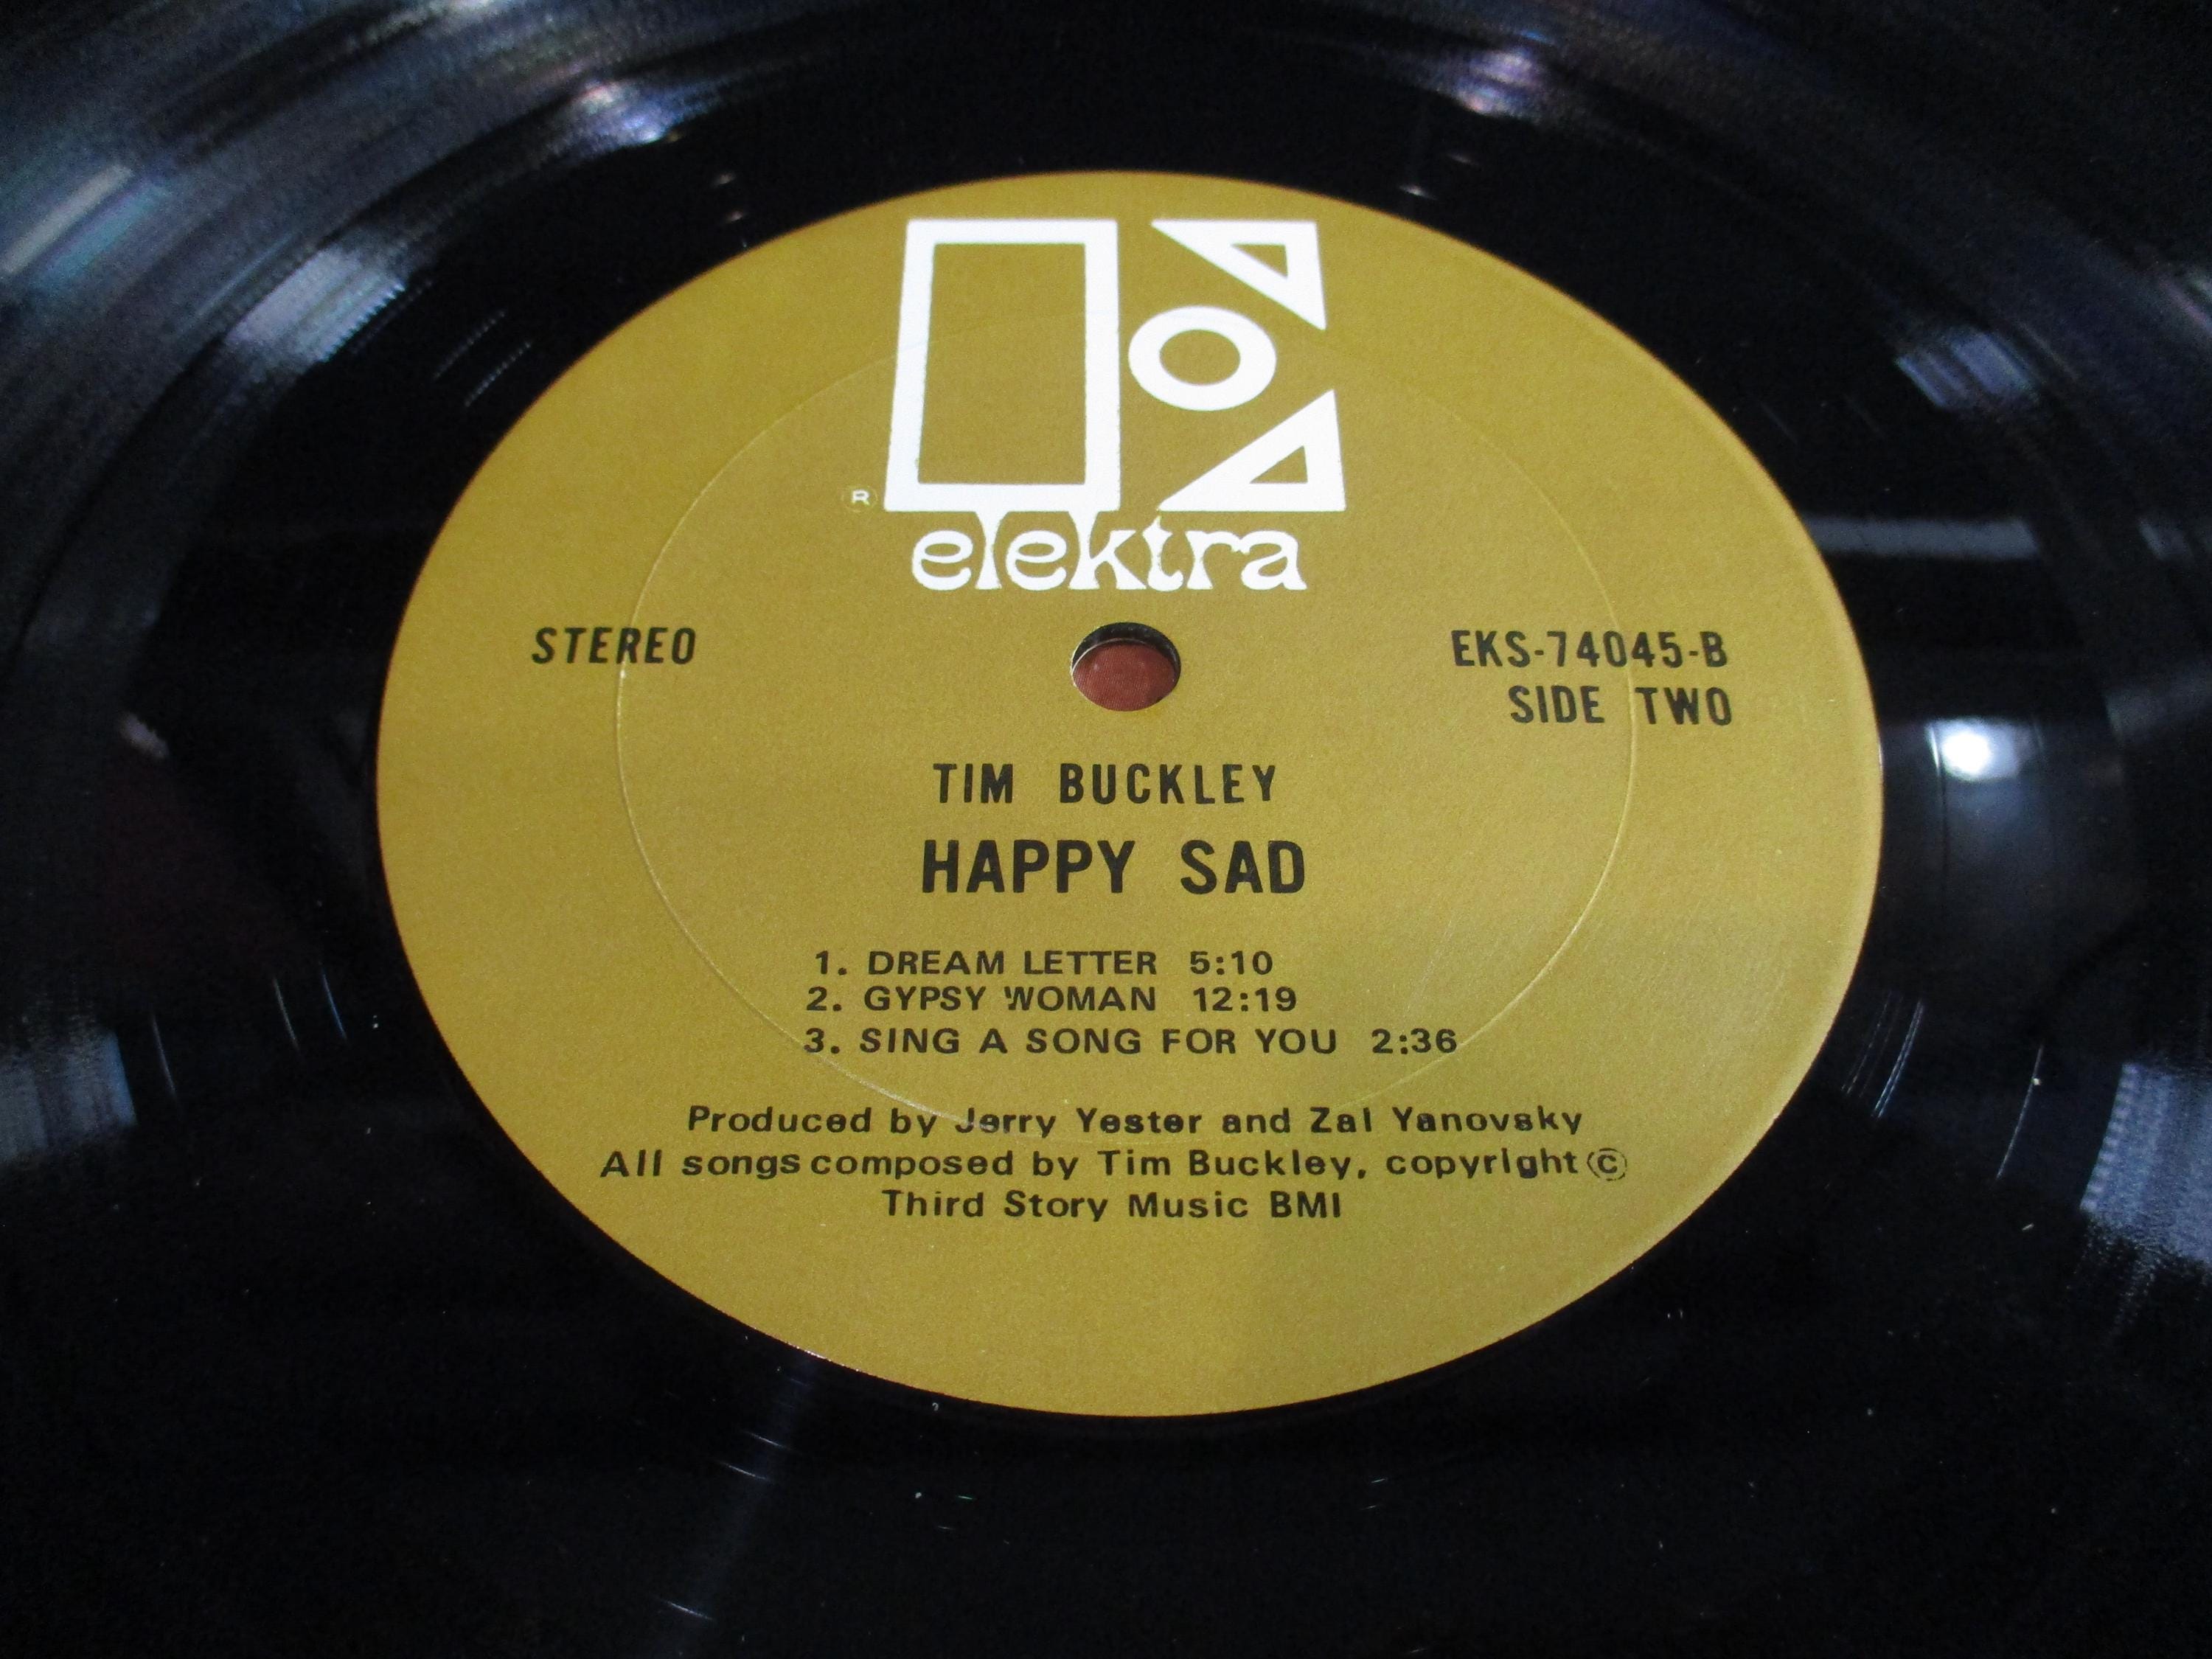 ®
elektra
STEREO
EKS-74045-B
SIDE TWO
TIM BUCKLEY
HAPPY SAD
1. DREAM LETTER 5:10
2. GYPSY WOMAN 12:19
3. SING A SONG FOR YOU 2:36
Produced by Jerry Yester and Zal Yanovsky
All songs composed by Tim Buckley, copyright ©
Third Story Music BMI